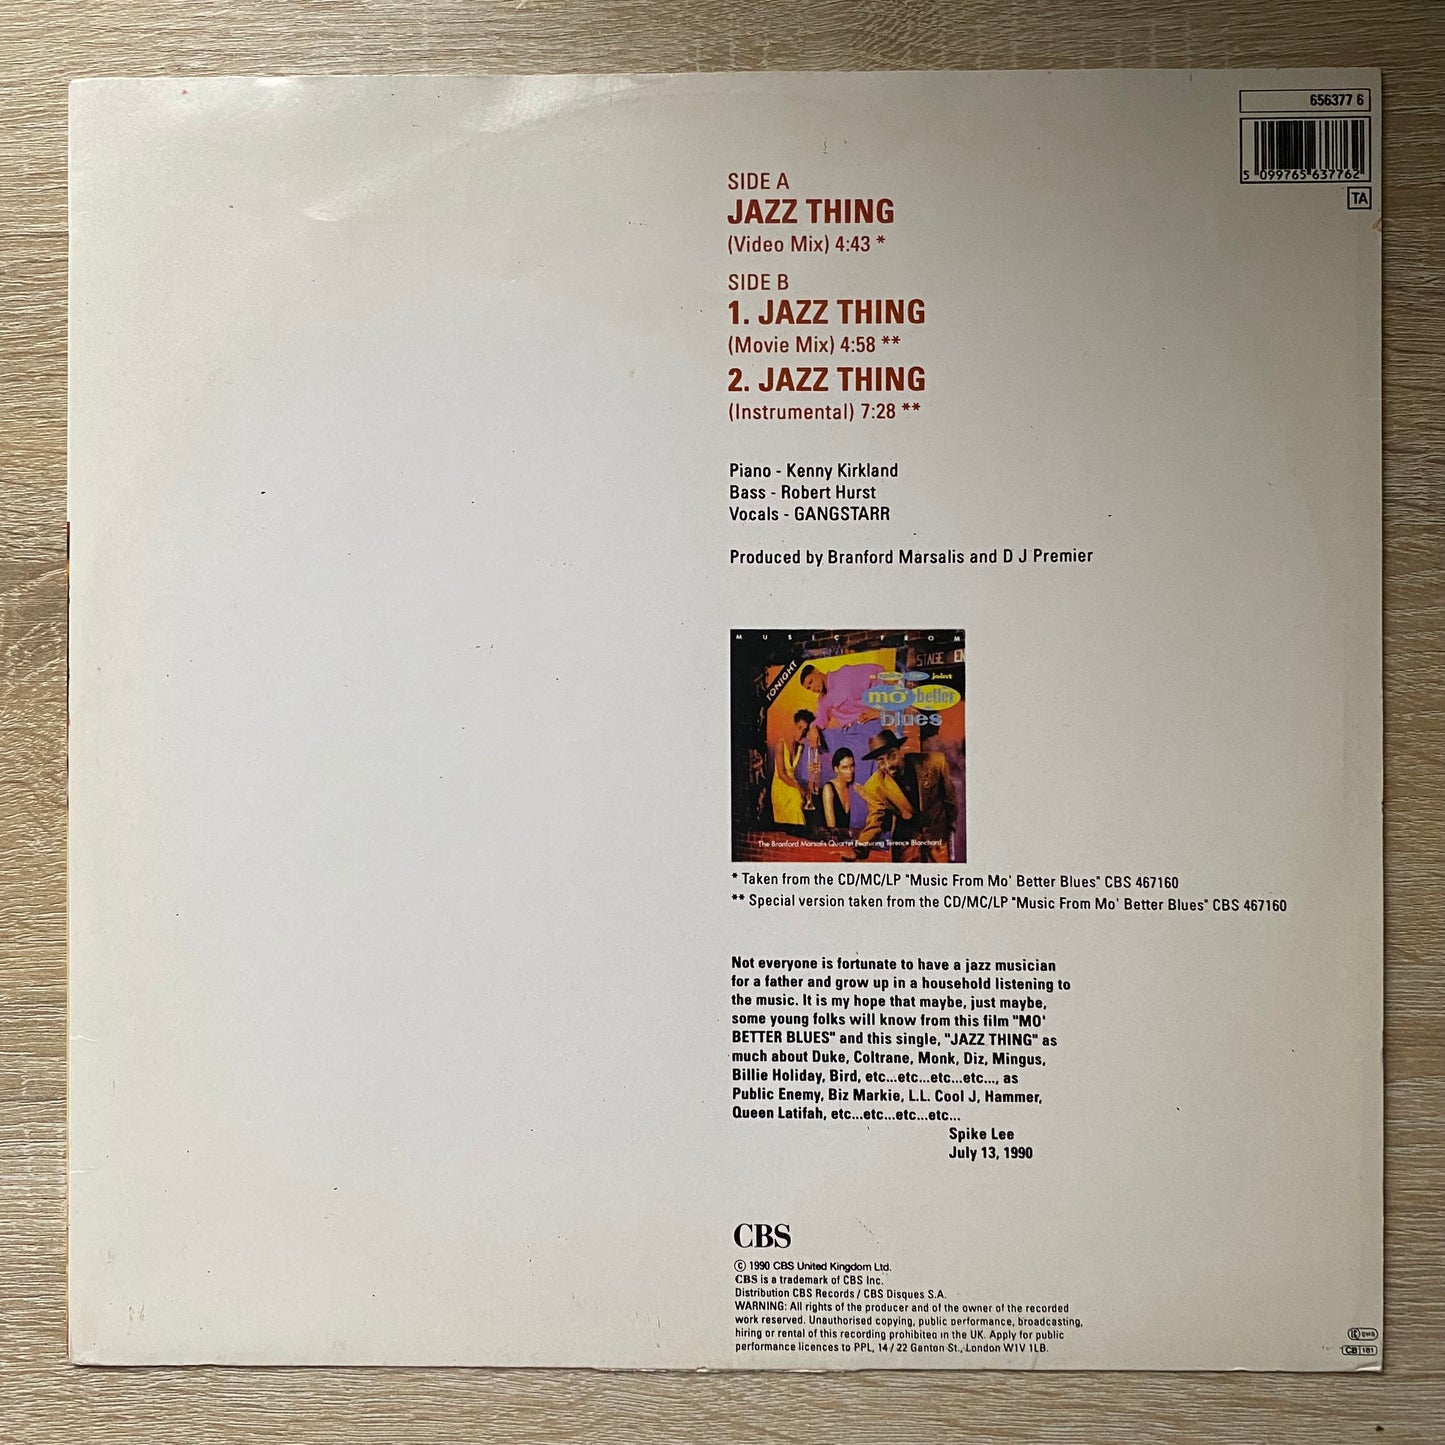 656377 6
5 099765 637762
TA
SIDE A
JAZZ THING
(Video Mix) 4:43 *
SIDE B
1. JAZZ THING
(Movie Mix) 4:58 **
2. JAZZ THING
(Instrumental) 7:28 **
Piano - Kenny Kirkland
Bass - Robert Hurst
Vocals - GANGSTARR
Produced by Branford Marsalis and D J Premier
MUSIC FROM
STAGE EN
TONIGHT
a spike lee joint
mo' better
blues
The Branford Marsalis Quartet Featuring Terence Blanchard
* Taken from the CD/MC/LP "Music From Mo' Better Blues" CBS 467160
** Special version taken from the CD/MC/LP "Music From Mo' Better Blues" CBS 467160
Not everyone is fortunate to have a jazz musician
for a father and grow up in a household listening to
the music. It is my hope that maybe, just maybe,
some young folks will know from this film "MO'
BETTER BLUES" and this single, "JAZZ THING" as
much about Duke, Coltrane, Monk, Diz, Mingus,
Billie Holiday, Bird, etc...etc...etc...etc..., as
Public Enemy, Biz Markie, L.L. Cool J, Hammer,
Queen Latifah, etc...etc...etc...etc...
Spike Lee
July 13, 1990
CBS
© 1990 CBS United Kingdom Ltd.
CBS is a trademark of CBS Inc.
Distribution CBS Records / CBS Disques S.A.
WARNING: All rights of the producer and of the owner of the recorded
work reserved. Unauthorised copying, public performance, broadcasting,
hiring or rental of this recording prohibited in the UK. Apply for public
performance licences to PPL, 14 / 22 Ganton St., London W1V 1LB.
CB 181